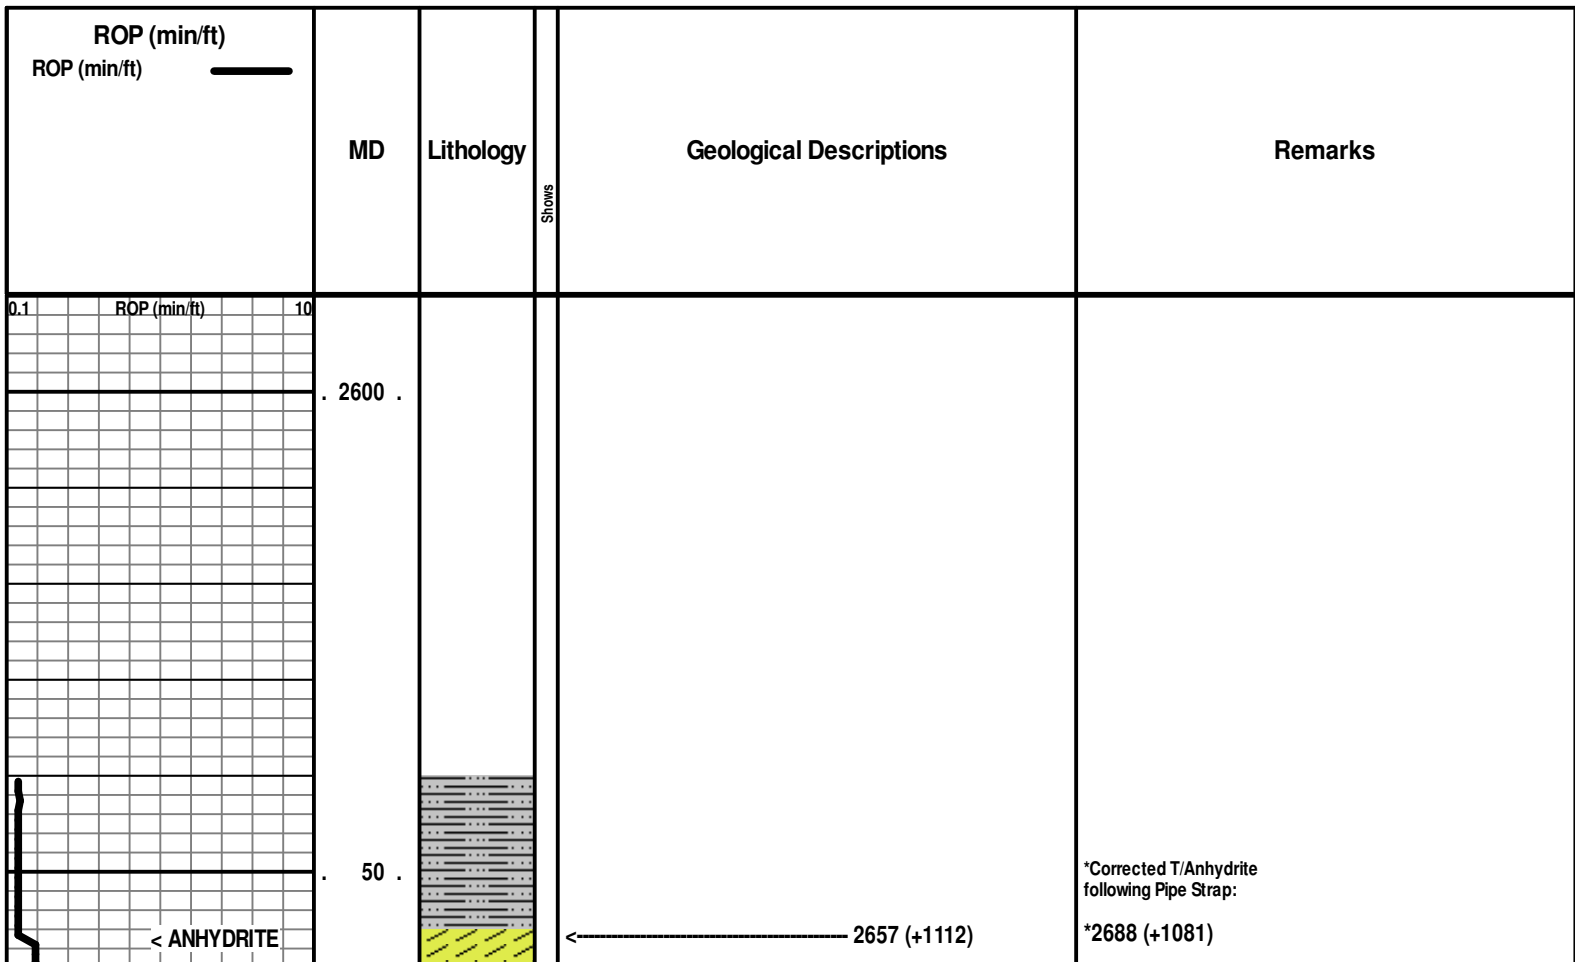 ROP (min/ft)
ROP (min/ft)
MD
Lithology
Shows
Geological Descriptions
Remarks
0.1 ROP (min/ft) 10
. 2600 .
. 50 .
*Corrected T/Anhydrite
following Pipe Strap:
< ANHYDRITE
<---------------------------------------------- 2657 (+1112)
*2688 (+1081)